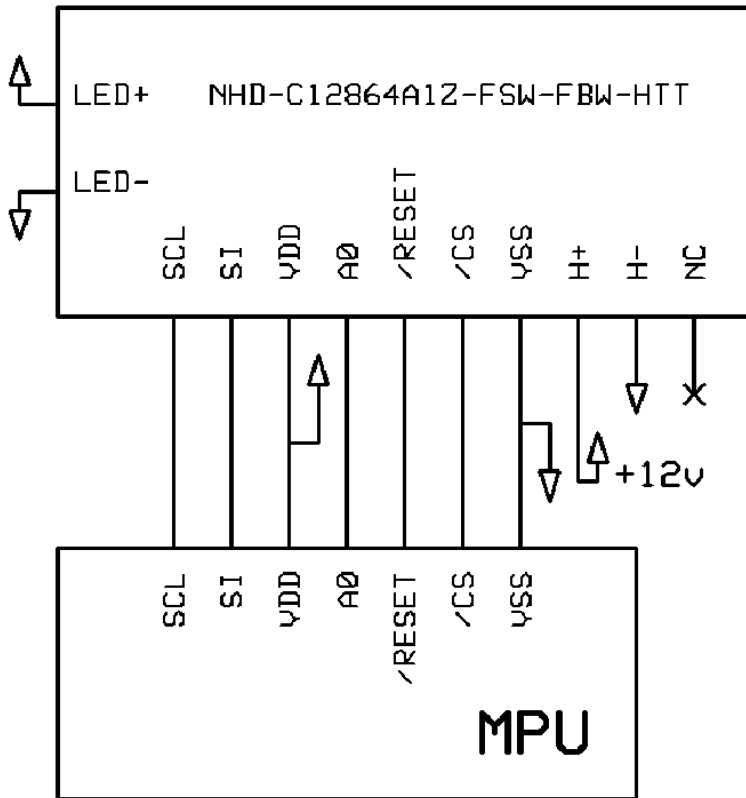 LED+ NHD-C12864A1Z-FSW-FBW-HTT
LED-
SCL SI VDD A0 /RESET /CS VSS H+ H- NC
+12v
SCL SI VDD A0 /RESET /CS VSS
MPU